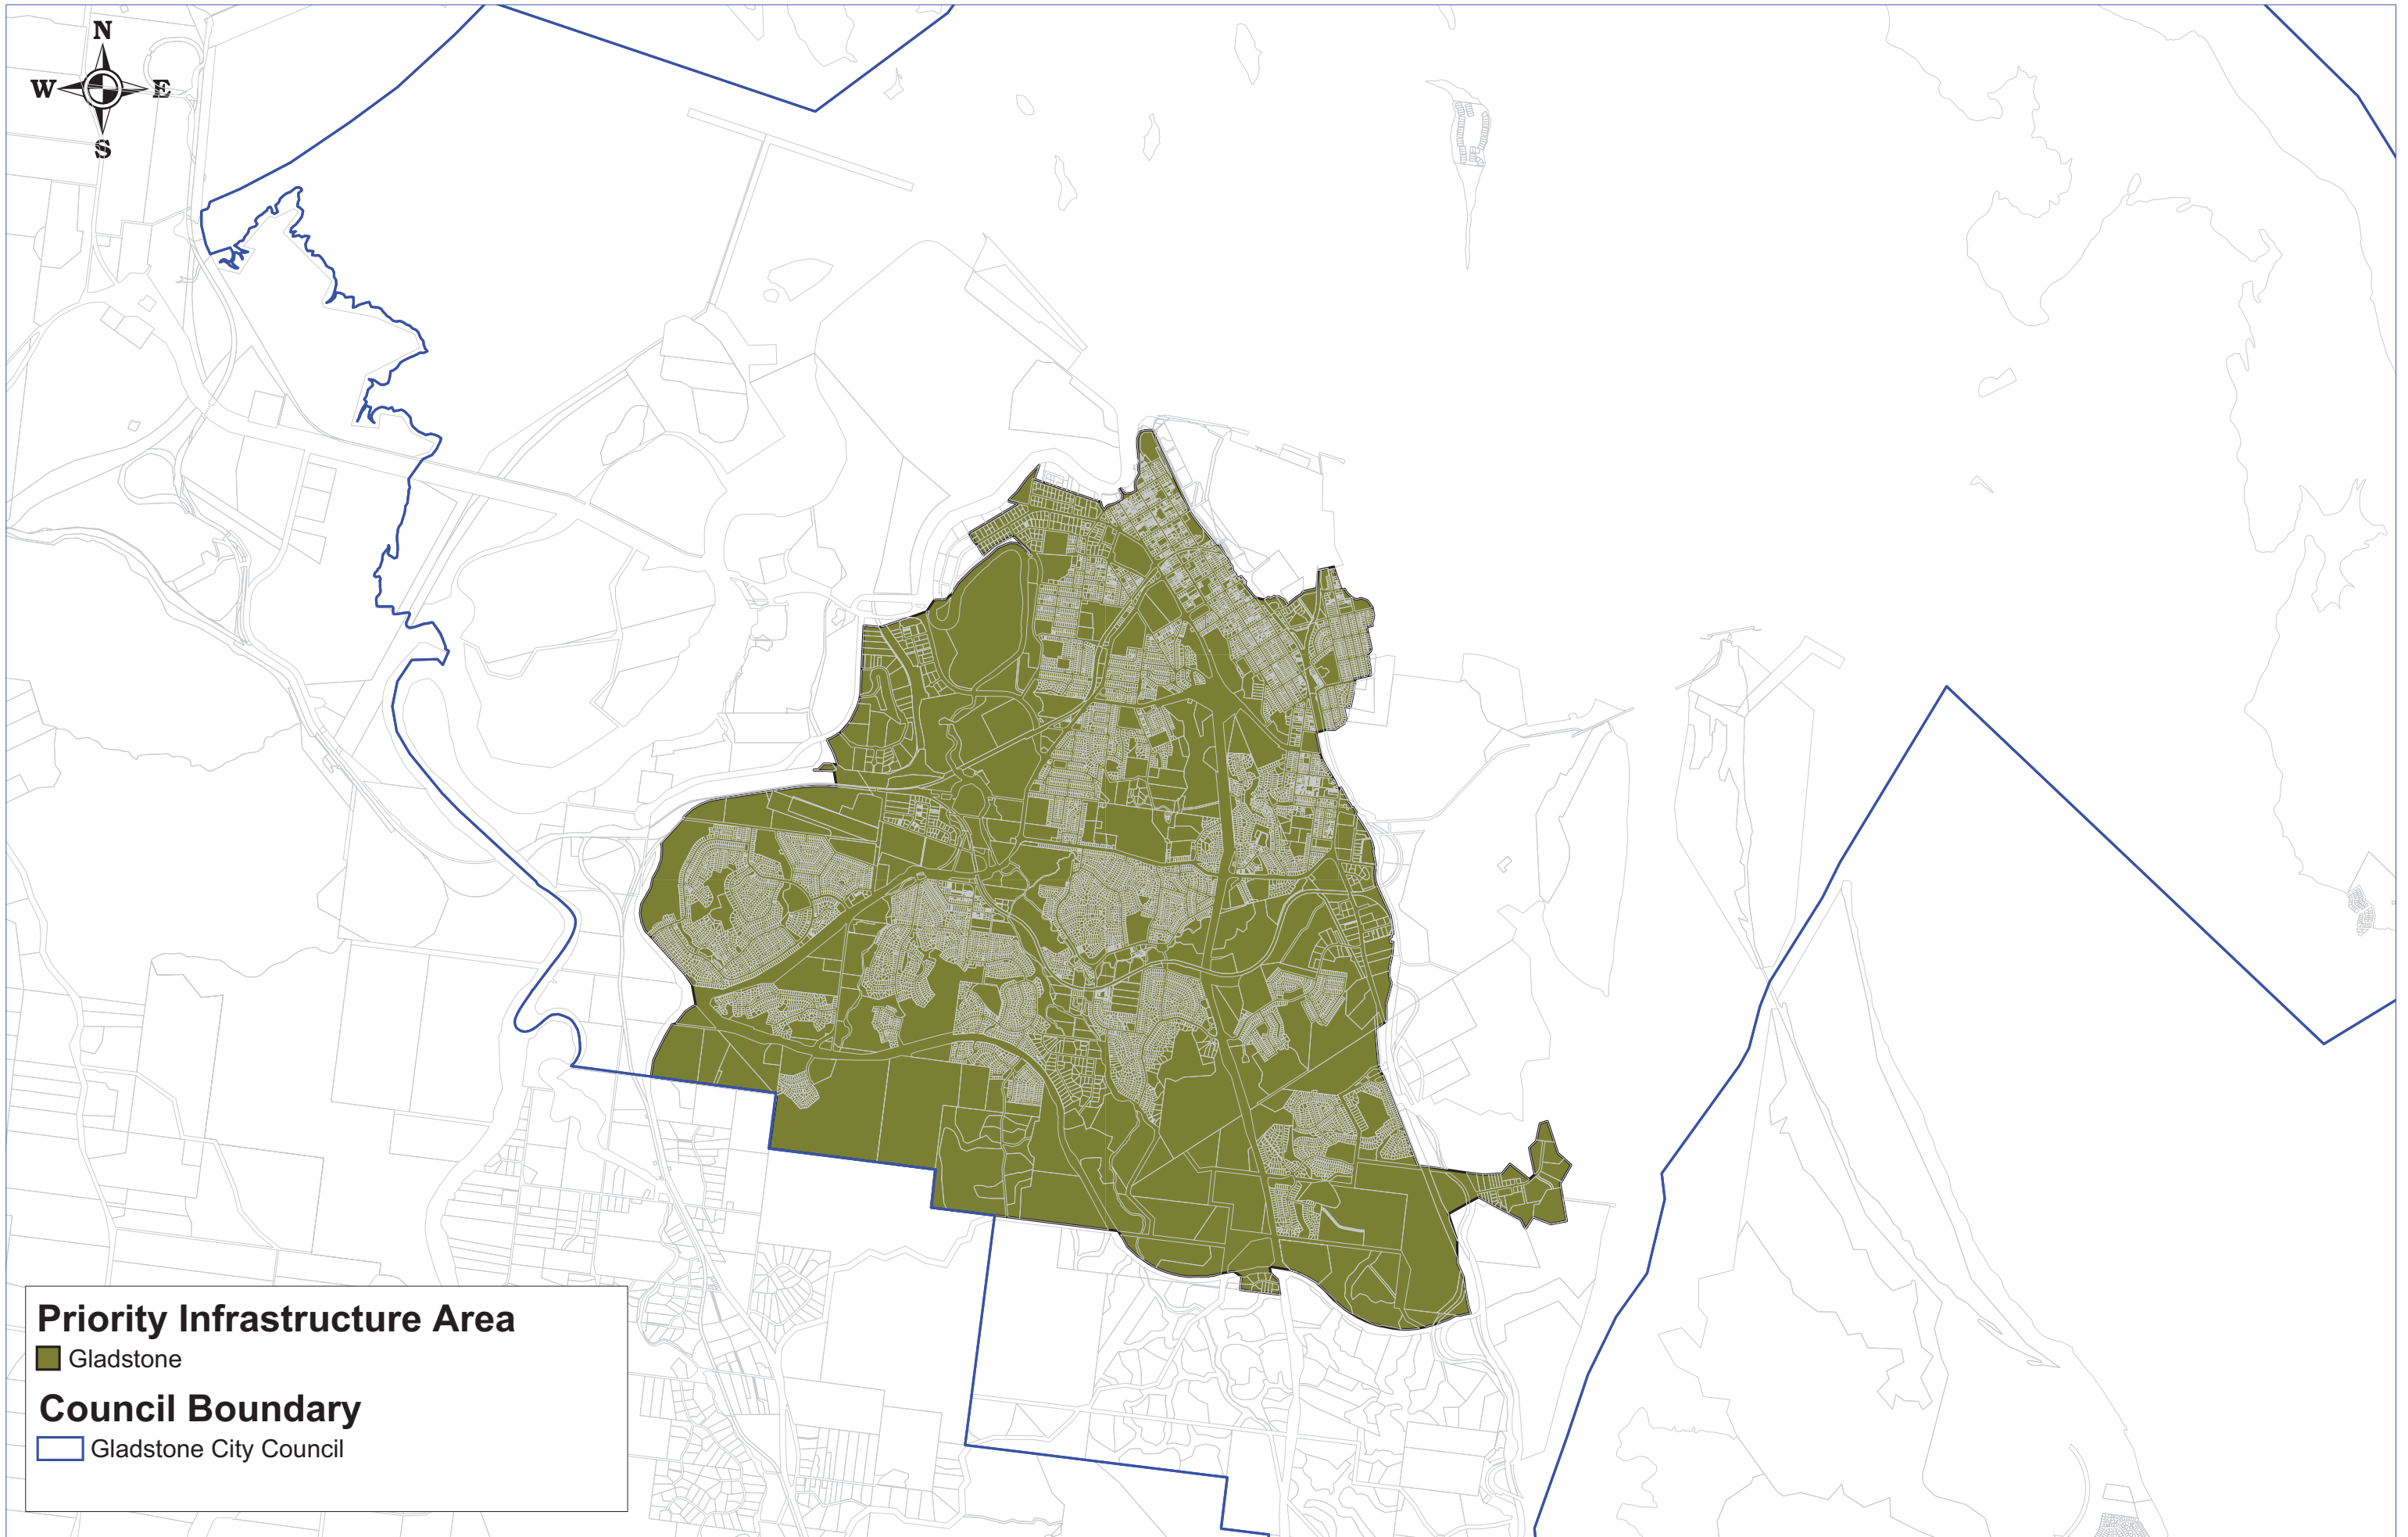 N
W E
S
Priority Infrastructure Area
Gladstone
Council Boundary
Gladstone City Council